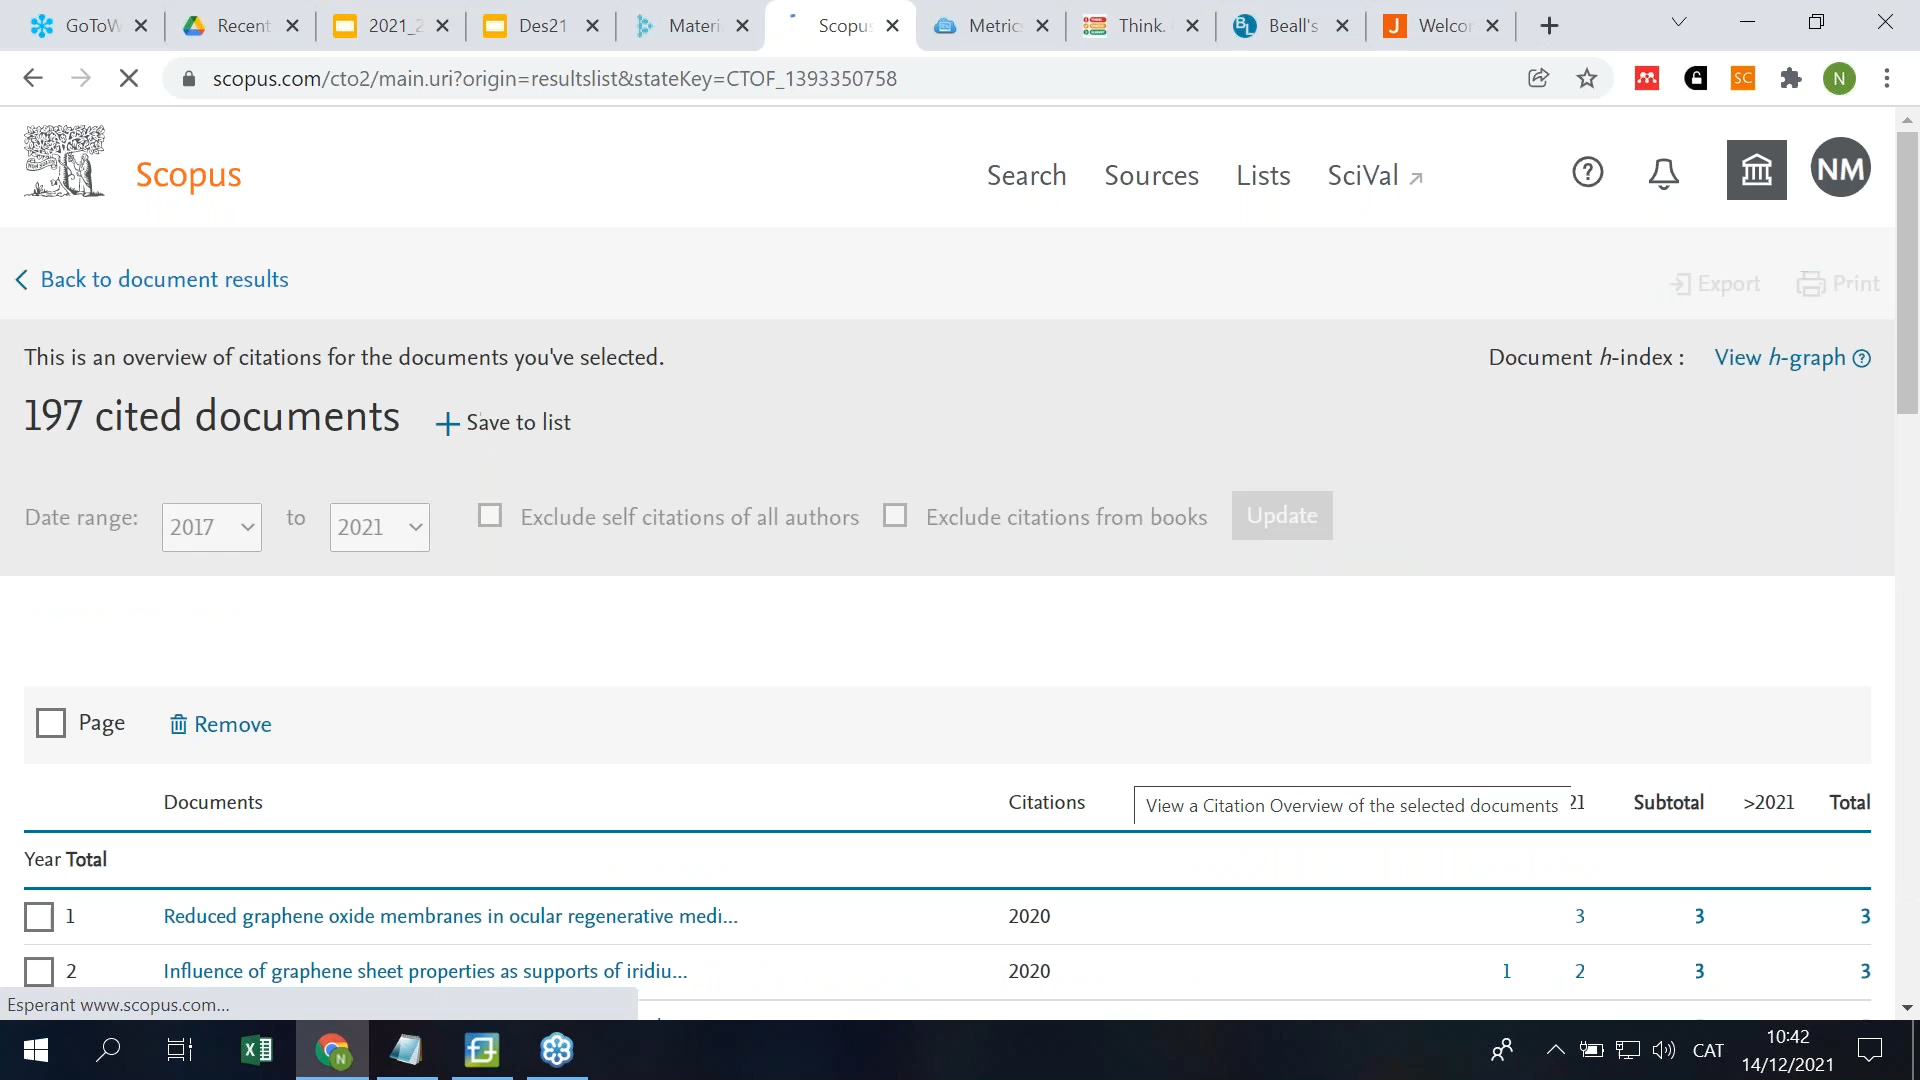 GoToW
Recent
2021_2
Des21
Materi
Scopus
Metric
Think.
BL
Beall's
J
Welcom
scopus.com/cto2/main.uri?origin=resultslist&stateKey=CTOF_1393350758
SC
N
Scopus
Search
Sources
Lists
SciVal
NM
Back to document results
Export
Print
This is an overview of citations for the documents you've selected.
Document h-index :
View h-graph
197 cited documents
Save to list
Date range:
2017
to
2021
Exclude self citations of all authors
Exclude citations from books
Update
Page
Remove
Documents
Citations
View a Citation Overview of the selected documents
21
Subtotal
>2021
Total
Year Total
1 Reduced graphene oxide membranes in ocular regenerative medi... 2020 3 3 3
2 Influence of graphene sheet properties as supports of iridiu... 2020 1 2 3 3
Esperant www.scopus.com...
N
CAT
10:42
14/12/2021